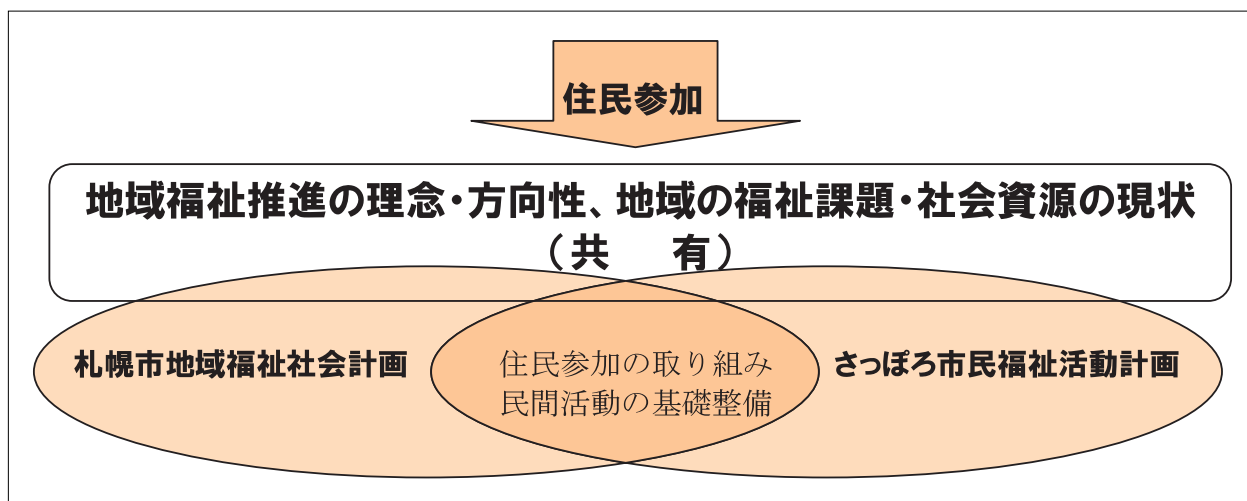 住民参加
地域福祉推進の理念・方向性、地域の福祉課題・社会資源の現状
（共　　有）
札幌市地域福祉社会計画
住民参加の取り組み
民間活動の基礎整備
さっぽろ市民福祉活動計画